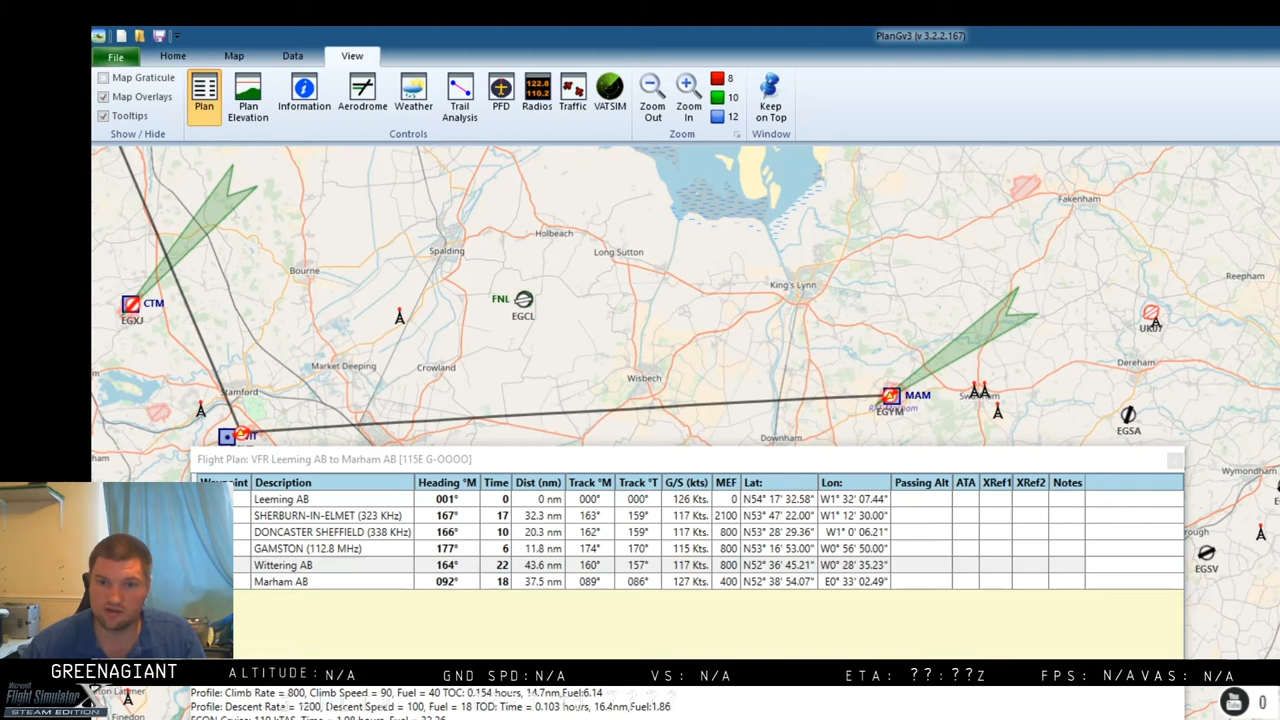 PlanGv3 (v 3.2.2.167)
File Home Map Data View
Map Graticule
Map Overlays
Tooltips
Show / Hide
Plan
Plan Elevation
Information
Aerodrome
Weather
Trail Analysis
PFD
122.8
110.2
Radios
Traffic
VATSIM
Controls
Zoom Out
Zoom In
8
10
12
Zoom
Keep on Top
Window
Fakenham
Spalding
Holbeach
Long Sutton
Bourne
King's Lynn
Reepham
CTM
EGXJ
FNL
EGCL
UK07
Market Deeping
Crowland
Wisbech
Dereham
Stamford
MAM
EGYM
EGSA
Downham
Wymondham
Flight Plan: VFR Leeming AB to Marham AB [115E G-OOOO]
Waypoint Description Heading °M Time Dist (nm) Track °M Track °T G/S (kts) MEF Lat: Lon: Passing Alt ATA XRef1 XRef2 Notes
Leeming AB 001° 0 0 nm 000° 000° 126 Kts. 0 N54° 17' 32.58" W1° 32' 07.44"
SHERBURN-IN-ELMET (323 KHz) 167° 17 32.3 nm 163° 159° 117 Kts. 2100 N53° 47' 22.00" W1° 12' 30.00"
DONCASTER SHEFFIELD (338 KHz) 166° 10 20.3 nm 162° 159° 117 Kts. 800 N53° 28' 29.36" W1° 0' 06.21"
GAMSTON (112.8 MHz) 177° 6 11.8 nm 174° 170° 115 Kts. 800 N53° 16' 53.00" W0° 56' 50.00"
Wittering AB 164° 22 43.6 nm 160° 157° 117 Kts. 800 N52° 36' 45.21" W0° 28' 35.23"
Marham AB 092° 18 37.5 nm 089° 086° 127 Kts. 400 N52° 38' 54.07" E0° 33' 02.49"
EGSV
GREENAGIANT ALTITUDE: N/A GND SPD: N/A VS: N/A ETA: ??:??Z FPS: N/A VAS: N/A
Microsoft
Flight Simulator X
STEAM EDITION
Profile: Climb Rate = 800, Climb Speed = 90, Fuel = 40 TOC: 0.154 hours, 14.7nm,Fuel:6.14
Profile: Descent Rate = 1200, Descent Speed = 100, Fuel = 18 TOD: Time = 0.103 hours, 16.4nm,Fuel:1.86
Finedon
You
Tube
0